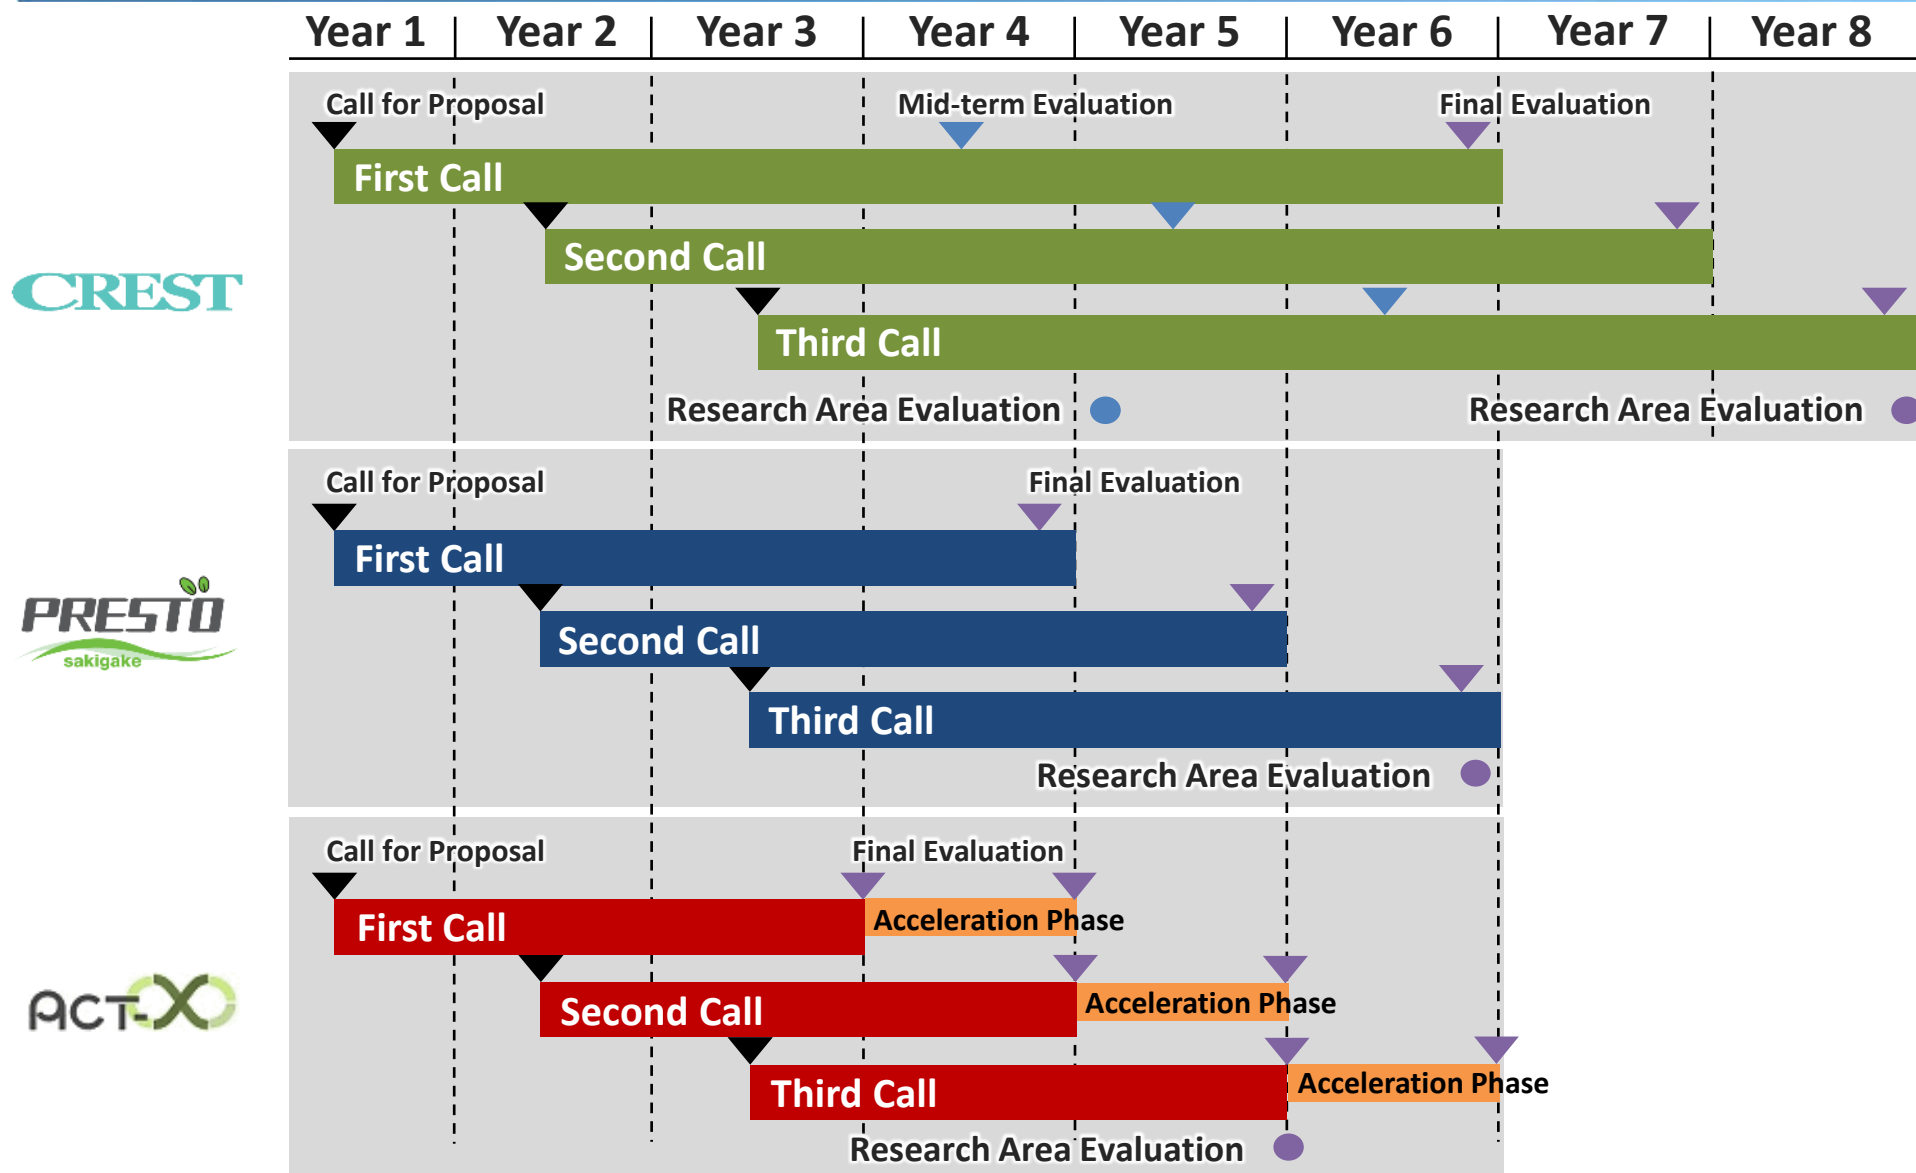 Year 1 Year 2 Year 3 Year 4 Year 5 Year 6 Year 7 Year 8
Call for Proposal Mid-term Evaluation Final Evaluation
First Call
Second Call
CREST
Third Call
Research Area Evaluation Research Area Evaluation
Call for Proposal Final Evaluation
First Call
PRESTO
sakigake
Second Call
Third Call
Research Area Evaluation
Call for Proposal Final Evaluation
First Call Acceleration Phase
ACT-X
Second Call Acceleration Phase
Third Call Acceleration Phase
Research Area Evaluation